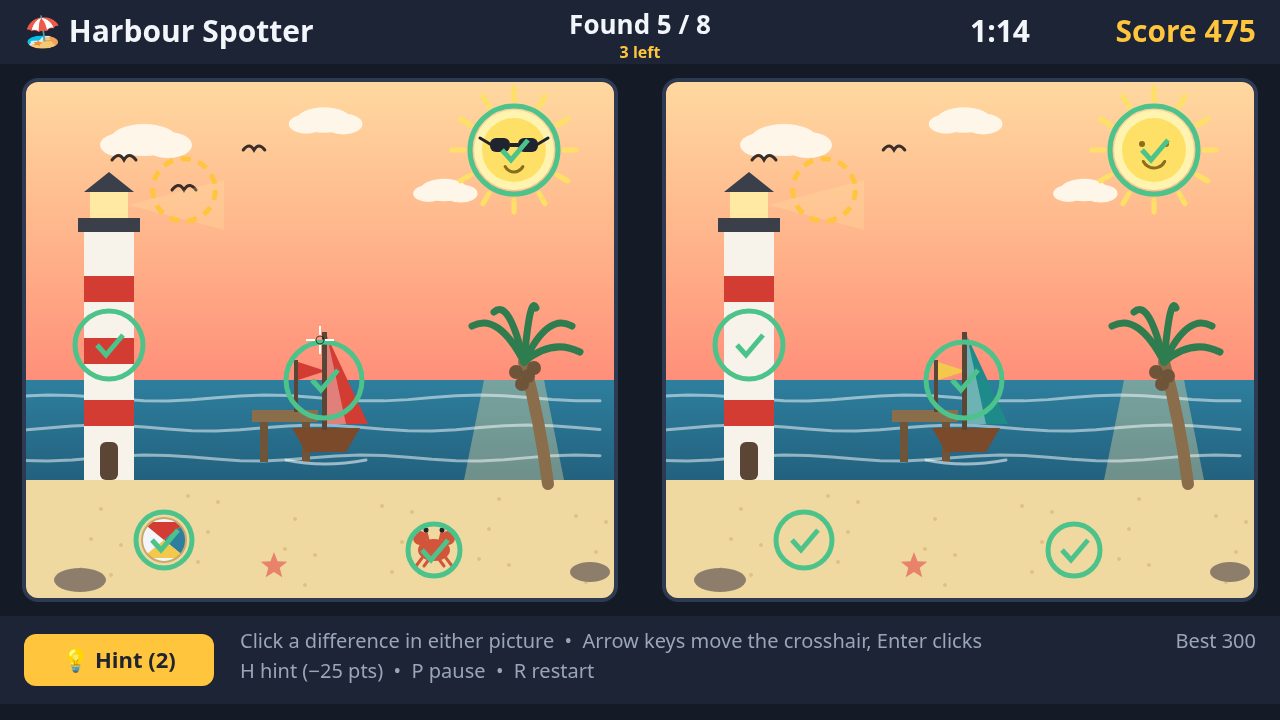 Harbour Spotter
Found 5 / 8
3 left
1:14
Score 475
Hint (2)
Click a difference in either picture • Arrow keys move the crosshair, Enter clicks
H hint (−25 pts) • P pause • R restart
Best 300